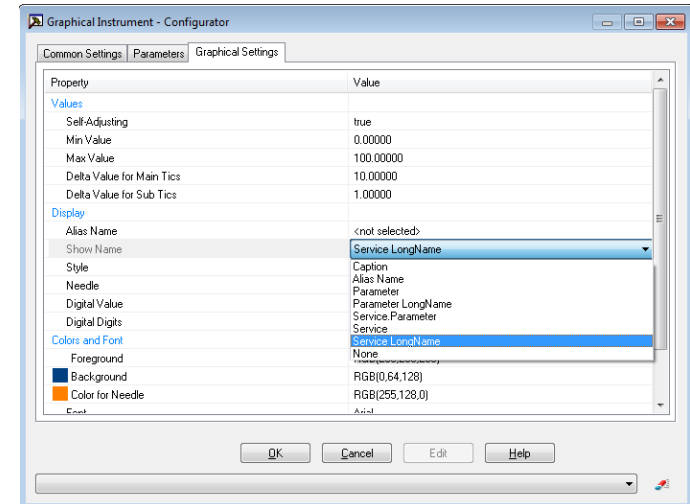 Graphical Instrument - Configurator
Common Settings Parameters Graphical Settings
Property Value
Values
Self-Adjusting true
Min Value 0.00000
Max Value 100.00000
Delta Value for Main Tics 10.00000
Delta Value for Sub Tics 1.00000
Display
Alias Name <not selected>
Show Name Service LongName
Style Caption
Alias Name
Needle Parameter
Parameter LongName
Digital Value Service.Parameter
Digital Digits Service
Colors and Font Service LongName
Foreground None
Background RGB(0,64,128)
Color for Needle RGB(255,128,0)
Font Arial
OK Cancel Edit Help